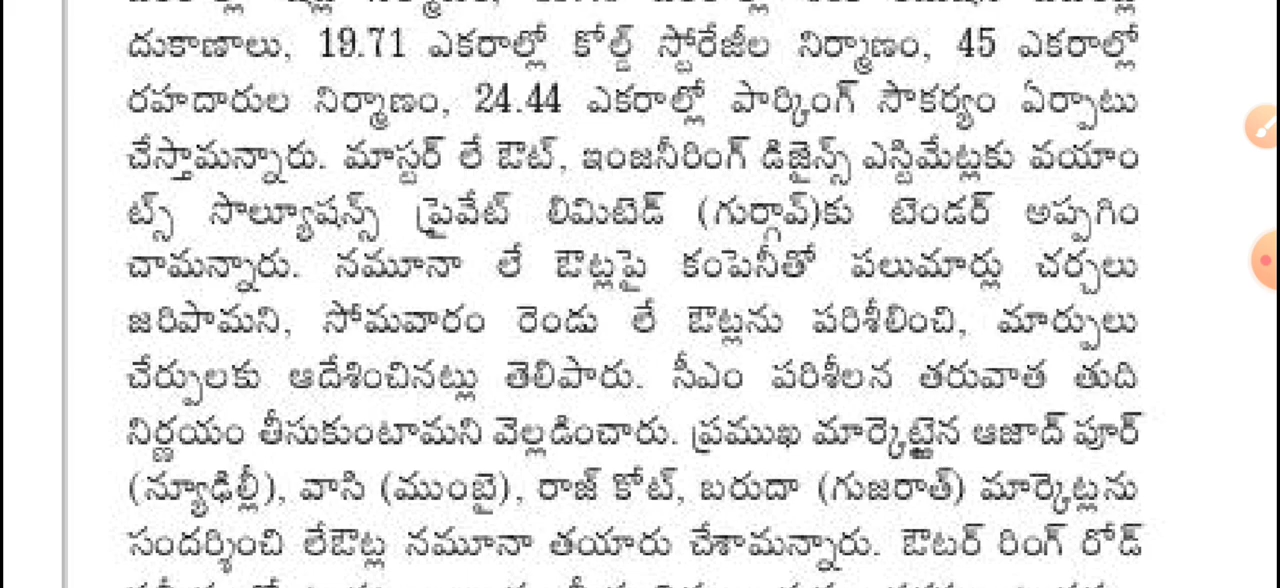 దుకాణాలు, 19.71 ఎకరాల్లో కోల్డ్ స్టోరేజీల నిర్మాణం, 45 ఎకరాల్లో
రహదారుల నిర్మాణం, 24.44 ఎకరాల్లో పార్కింగ్ సౌకర్యం ఏర్పాటు
చేస్తామన్నారు. మాస్టర్ లే ఔట్, ఇంజనీరింగ్ డిజైన్స్ ఎస్టిమేట్లకు వయాం
ట్స్ సొల్యూషన్స్ ప్రైవేట్ లిమిటెడ్ (గుర్గావ్)కు టెండర్ అప్పగిం
చామన్నారు. నమూనా లే ఔట్లపై కంపెనీతో పలుమార్లు చర్చలు
జరిపామని, సోమవారం రెండు లే ఔట్లను పరిశీలించి, మార్పులు
చేర్పులకు ఆదేశించినట్లు తెలిపారు. సీఎం పరిశీలన తరువాత తుది
నిర్ణయం తీసుకుంటామని వెల్లడించారు. ప్రముఖ మార్కెట్లైన ఆజాద్ పూర్
(న్యూఢిల్లీ), వాసి (ముంబై), రాజ్ కోట్, బరుదా (గుజరాత్) మార్కెట్లను
సందర్శించి లేఔట్ల నమూనా తయారు చేశామన్నారు. ఔటర్ రింగ్ రోడ్